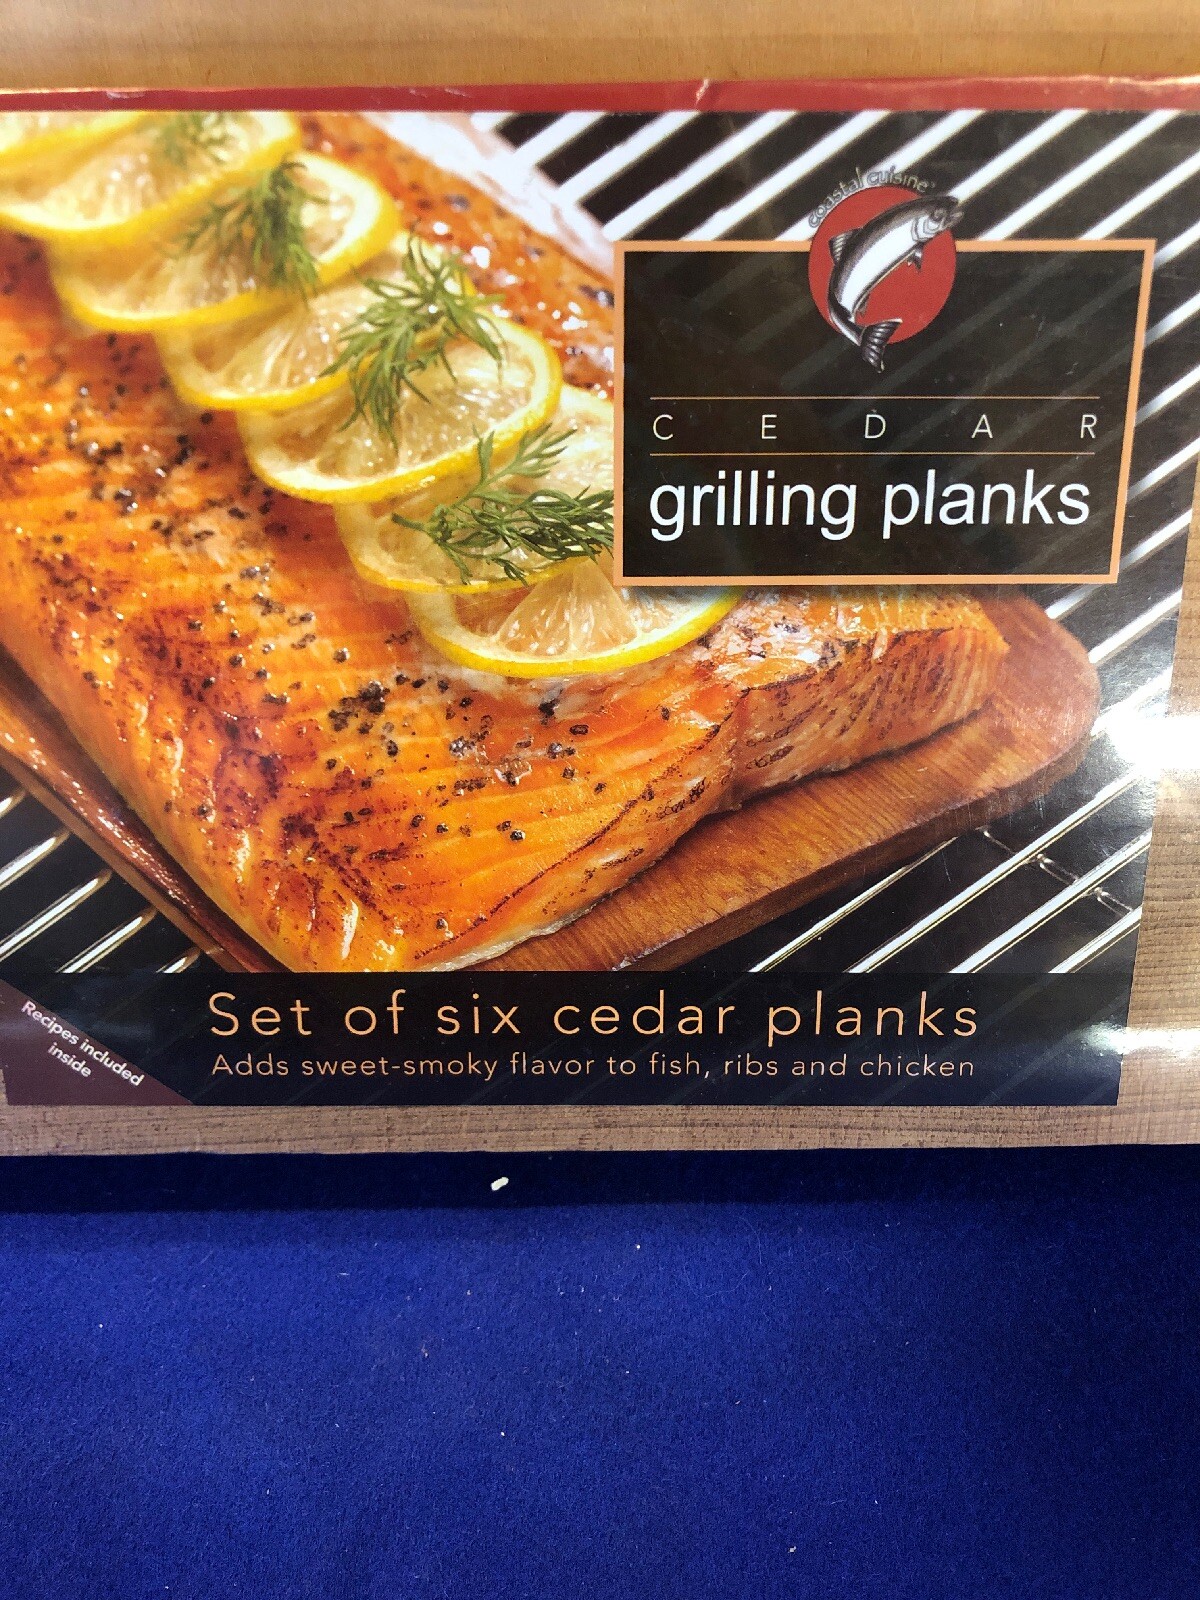 coastal cuisine
CEDAR
grilling planks
Set of six cedar planks
Adds sweet-smoky flavor to fish, ribs and chicken
Recipes included
inside